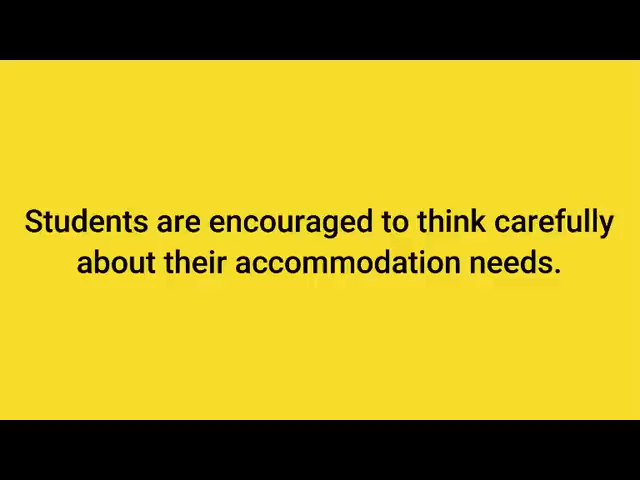 Students are encouraged to think carefully
about their accommodation needs.